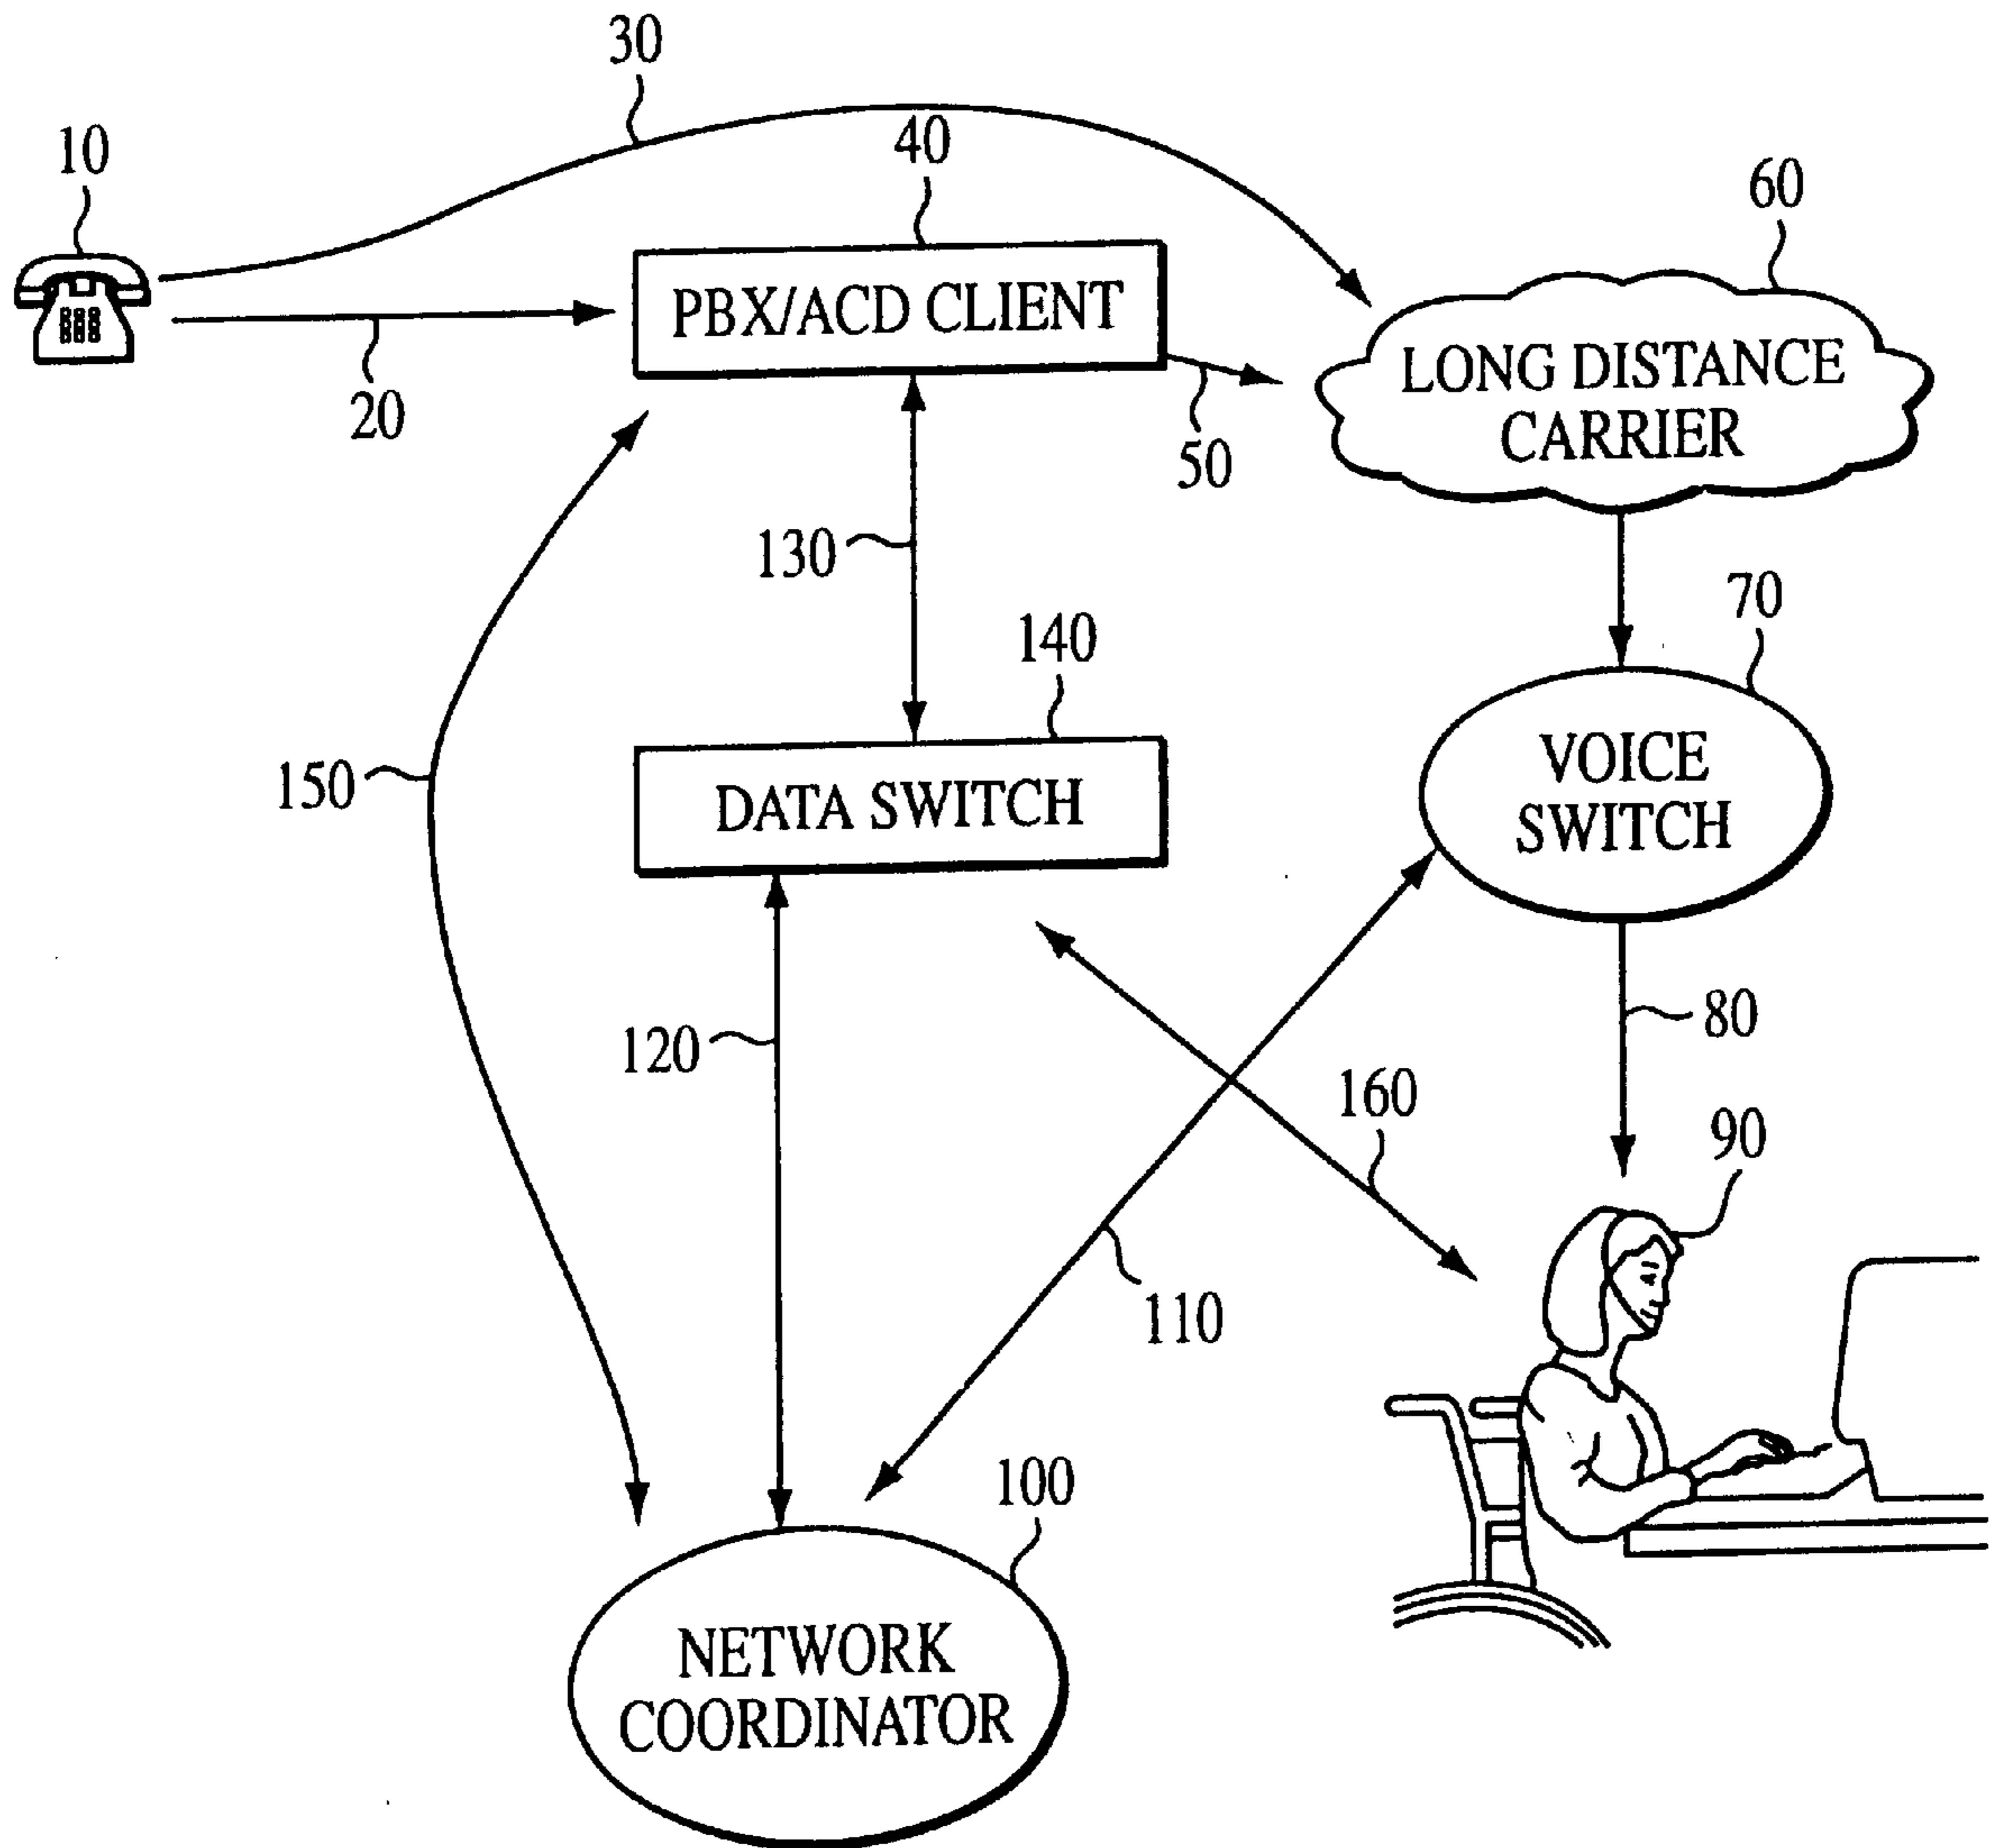 30
10
40
60
PBX/ACD CLIENT
LONG DISTANCE
CARRIER
20
50
130
70
140
150
VOICE
SWITCH
DATA SWITCH
120
80
160
90
110
100
NETWORK
COORDINATOR